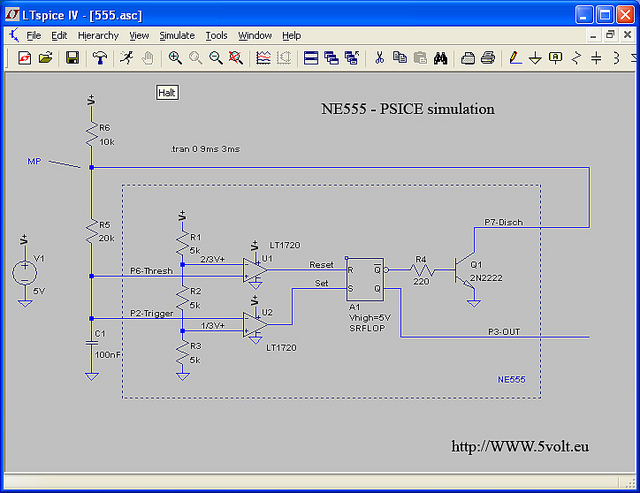 LTspice IV - [555.asc]
File Edit Hierarchy View Simulate Tools Window Help
Halt
NE555 - PSICE simulation
V+
R6
10k
.tran 0 9ms 3ms
MP
V+
R5
20k
R1
5k
V+
LT1720
U1
2/3V+
P7-Disch
V+
V1
5V
P6-Thresh
Reset
R
Q
S
Q
R4
220
Q1
2N2222
R2
5k
V+
Set
U2
P2-Trigger
1/3V+
A1
Vhigh=5V
SRFLOP
P3-OUT
C1
100nF
R3
5k
LT1720
NE555
http://WWW.5volt.eu